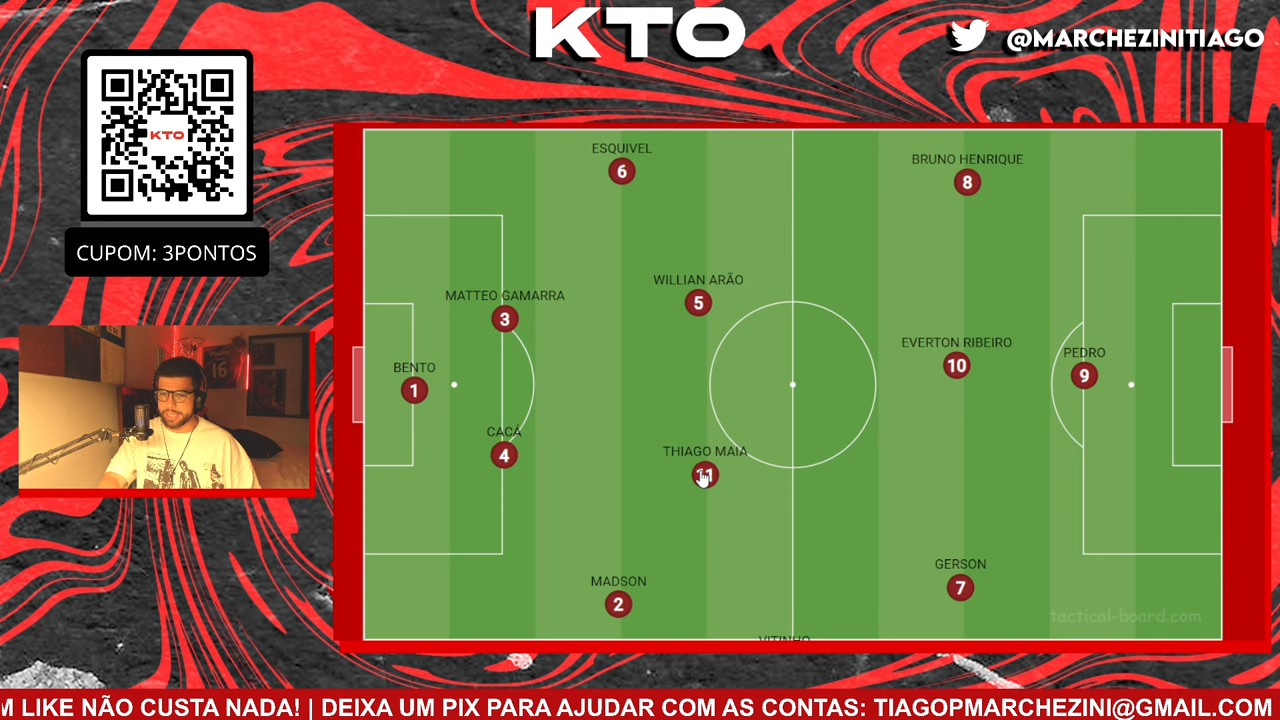 KTO
@MARCHEZINITIAGO
KTO
CUPOM: 3PONTOS
ESQUIVEL
6
BRUNO HENRIQUE
8
WILLIAN ARÃO
5
MATTEO GAMARRA
3
EVERTON RIBEIRO
10
PEDRO
9
BENTO
1
CACÁ
4
THIAGO MAIA
11
GERSON
7
MADSON
2
tactical-board.com
VITINHO
16
M LIKE NÃO CUSTA NADA! | DEIXA UM PIX PARA AJUDAR COM AS CONTAS: TIAGOPMARCHEZINI@GMAIL.COM